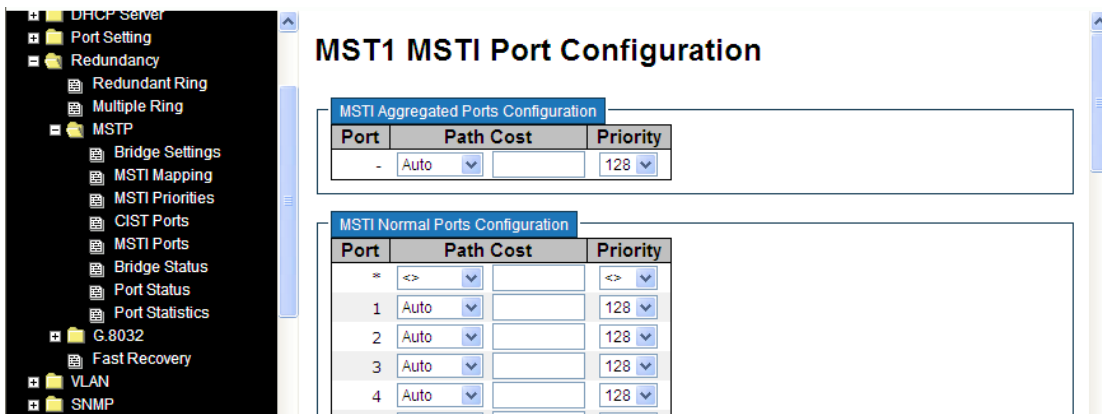 DHCP Server
Port Setting
Redundancy
Redundant Ring
Multiple Ring
MSTP
Bridge Settings
MSTI Mapping
MSTI Priorities
CIST Ports
MSTI Ports
Bridge Status
Port Status
Port Statistics
G.8032
Fast Recovery
VLAN
SNMP
MST1 MSTI Port Configuration
MSTI Aggregated Ports Configuration
Port Path Cost Priority
- Auto 128
MSTI Normal Ports Configuration
Port Path Cost Priority
* <> <>
1 Auto 128
2 Auto 128
3 Auto 128
4 Auto 128